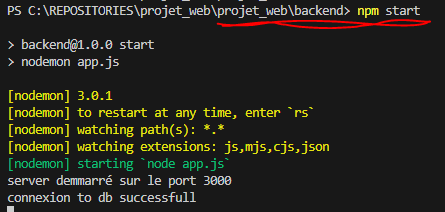 PS C:\REPOSITORIES\projet_web\projet_web\backend> npm start
> backend@1.0.0 start
> nodemon app.js
[nodemon] 3.0.1
[nodemon] to restart at any time, enter `rs`
[nodemon] watching path(s): *.*
[nodemon] watching extensions: js,mjs,cjs,json
[nodemon] starting `node app.js`
server demmarré sur le port 3000
connexion to db successfull